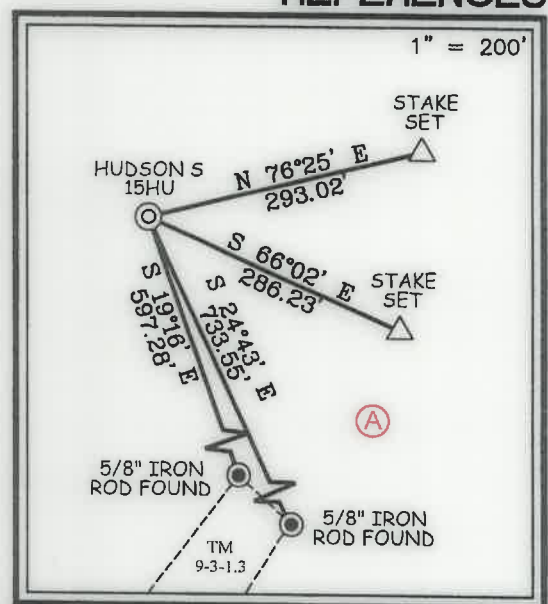 REFERENCES
1" = 200'
STAKE
SET
HUDSON S
15HU
N 76°25' E
293.02'
S 66°02' E
286.23'
STAKE
SET
S 24°43' E
733.55'
S 19°16' E
597.28'
A
5/8" IRON
ROD FOUND
5/8" IRON
ROD FOUND
TM
9-3-1.3